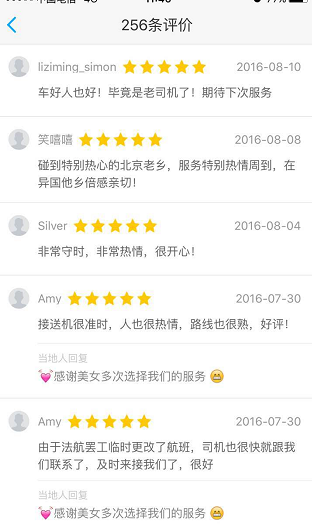 256条评价
liziming_simon
2016-08-10
车好人也好！毕竟是老司机了！期待下次服务
笑嘻嘻
2016-08-08
碰到特别热心的北京老乡，服务特别热情周到，在
异国他乡倍感亲切！
Silver
2016-08-04
非常守时，非常热情，很开心！
Amy
2016-07-30
接送机很准时，人也很热情，路线也很熟，好评！
当地人回复
💓感谢美女多次选择我们的服务 😁
Amy
2016-07-30
由于法航罢工临时更改了航班，司机也很快就跟我
们联系了，及时来接我们了，很好
当地人回复
💓感谢美女多次选择我们的服务 😁